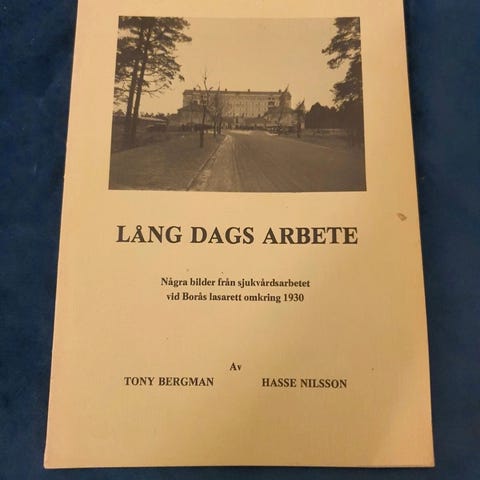 LÅNG DAGS ARBETE
Några bilder från sjukvårdsarbetet
vid Borås lasarett omkring 1930
Av
TONY BERGMAN HASSE NILSSON